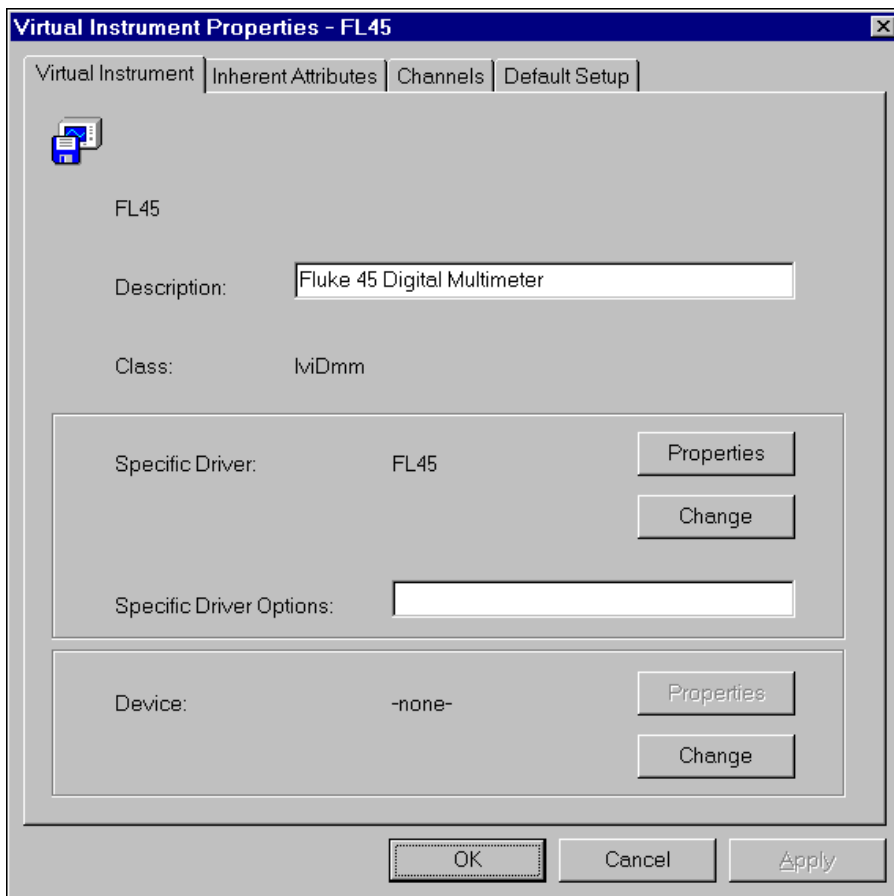 Virtual Instrument Properties - FL45
Virtual Instrument Inherent Attributes Channels Default Setup
FL45
Description: Fluke 45 Digital Multimeter
Class: IviDmm
Specific Driver: FL45 Properties
Change
Specific Driver Options:
Device: -none- Properties
Change
OK Cancel Apply